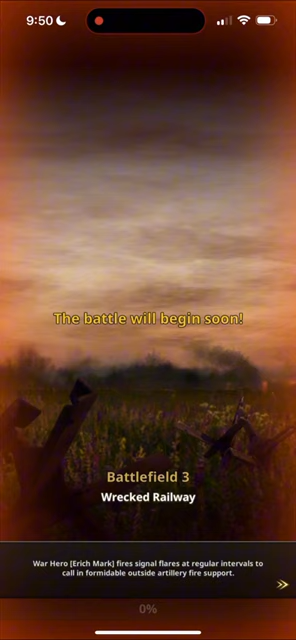 9:50
The battle will begin soon!
Battlefield 3
Wrecked Railway
War Hero [Erich Mark] fires signal flares at regular intervals to
call in formidable outside artillery fire support.
0%